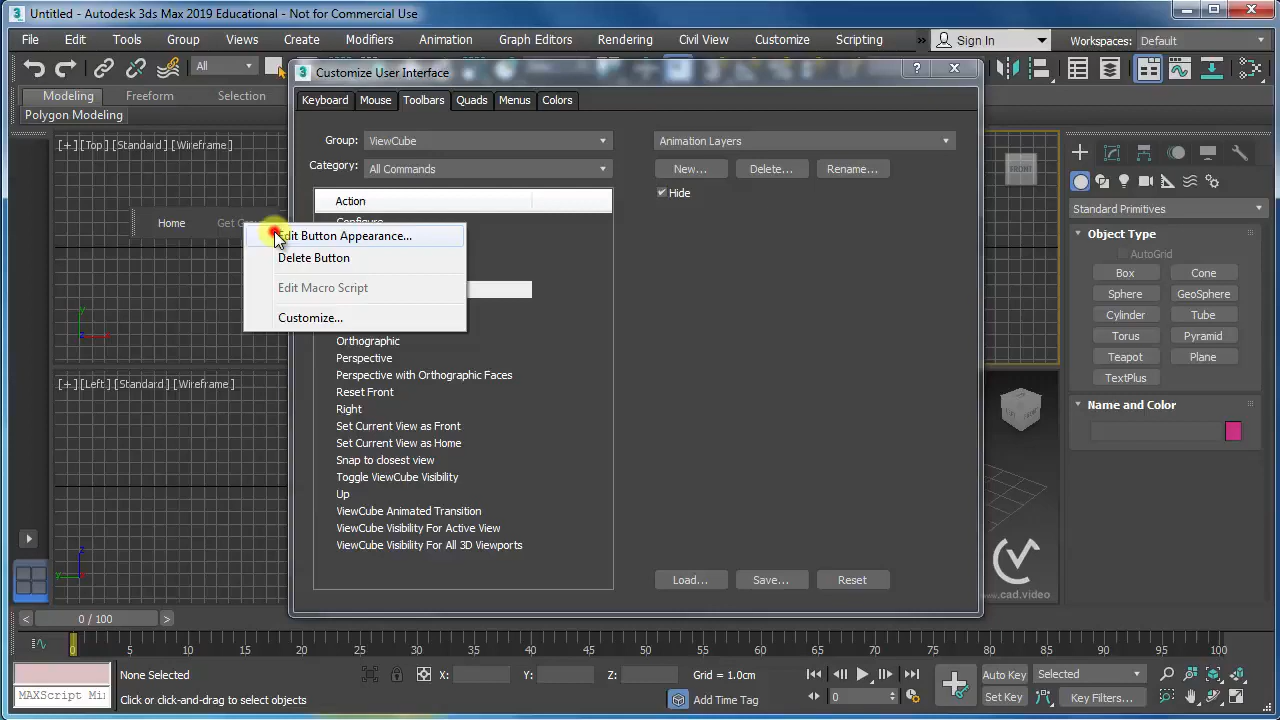 Untitled - Autodesk 3ds Max 2019 Educational - Not for Commercial Use
File Edit Tools Group Views Create Modifiers Animation Graph Editors Rendering Civil View Customize Scripting » Sign In Workspaces: Default
All
Modeling Freeform Selection
Polygon Modeling
Customize User Interface
Keyboard Mouse Toolbars Quads Menus Colors
Group: ViewCube
Category: All Commands
Action
Configure...
Orthographic
Perspective
Perspective with Orthographic Faces
Reset Front
Right
Set Current View as Front
Set Current View as Home
Snap to closest view
Toggle ViewCube Visibility
Up
ViewCube Animated Transition
ViewCube Visibility For Active View
ViewCube Visibility For All 3D Viewports
Animation Layers
New... Delete... Rename...
Hide
Load... Save... Reset
[+] [Top] [Standard] [Wireframe]
Home Get
Edit Button Appearance...
Delete Button
Edit Macro Script
Customize...
y
x
[+] [Left] [Standard] [Wireframe]
z
y
FRONT
www.cad.video
Standard Primitives
Object Type
AutoGrid
Box Cone
Sphere GeoSphere
Cylinder Tube
Torus Pyramid
Teapot Plane
TextPlus
Name and Color
< 0 / 100 >
0 5 10 15 20 25 30 35 40 45 50 55 60 65 70 75 80 85 90 95 100
None Selected X: Y: Z: Grid = 1.0cm Auto Key Selected
MAXScript Mi Click or click-and-drag to select objects Add Time Tag 0 Set Key Key Filters...